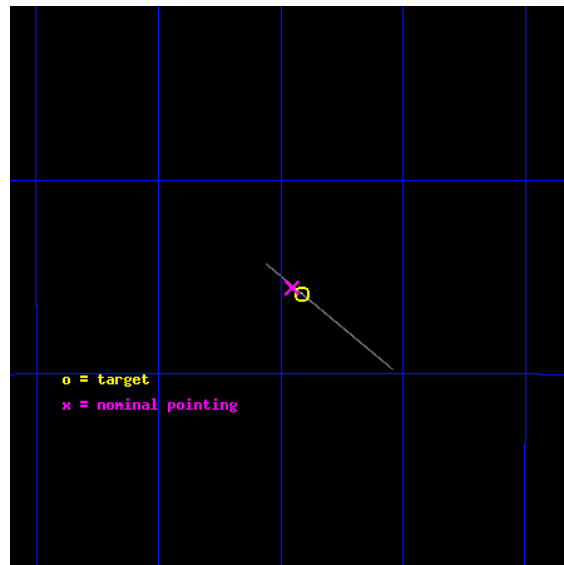 o = target
x = nominal pointing